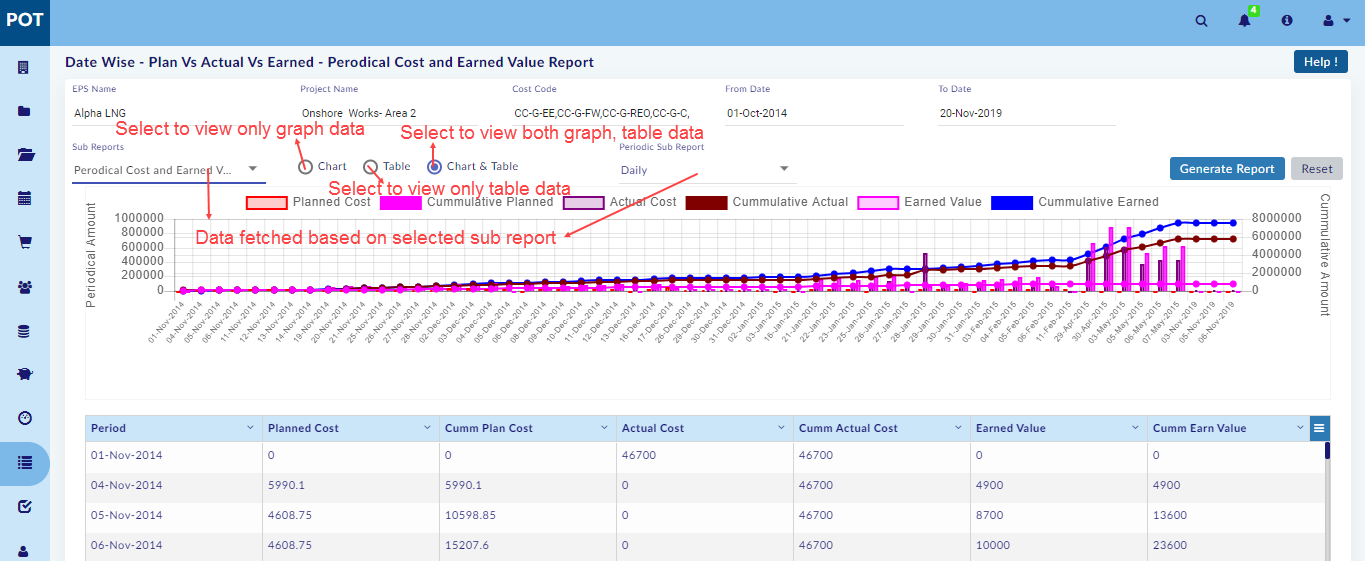 POT
4
Date Wise - Plan Vs Actual Vs Earned - Perodical Cost and Earned Value Report
Help !
EPS Name
Project Name
Cost Code
From Date
To Date
Alpha LNG
Onshore Works- Area 2
CC-G-EE,CC-G-FW,CC-G-REO,CC-G-C,
01-Oct-2014
20-Nov-2019
Select to view only graph data
Select to view both graph, table data
Sub Reports
Periodic Sub Report
Perodical Cost and Earned V...
Chart
Table
Chart & Table
Daily
Generate Report
Reset
Select to view only table data
Planned Cost
Cummulative Planned
Actual Cost
Cummulative Actual
Earned Value
Cummulative Earned
Data fetched based on selected sub report
Periodical Amount
1000000
800000
600000
400000
200000
0
8000000
6000000
4000000
2000000
0
Cummulative Amount
01-Nov-2014
04-Nov-2014
05-Nov-2014
07-Nov-2014
11-Nov-2014
12-Nov-2014
13-Nov-2014
14-Nov-2014
19-Nov-2014
20-Nov-2014
21-Nov-2014
25-Nov-2014
26-Nov-2014
27-Nov-2014
28-Nov-2014
02-Dec-2014
03-Dec-2014
04-Dec-2014
05-Dec-2014
09-Dec-2014
10-Dec-2014
11-Dec-2014
12-Dec-2014
13-Dec-2014
16-Dec-2014
17-Dec-2014
18-Dec-2014
26-Dec-2014
29-Dec-2014
30-Dec-2014
31-Dec-2014
02-Jan-2015
03-Jan-2015
16-Jan-2015
20-Jan-2015
21-Jan-2015
22-Jan-2015
23-Jan-2015
24-Jan-2015
27-Jan-2015
28-Jan-2015
29-Jan-2015
30-Jan-2015
31-Jan-2015
03-Feb-2015
04-Feb-2015
05-Feb-2015
06-Feb-2015
11-Feb-2015
29-Apr-2015
30-Apr-2015
03-May-2015
05-May-2015
06-May-2015
07-May-2015
03-Nov-2019
05-Nov-2019
06-Nov-2019
Period
Planned Cost
Cumm Plan Cost
Actual Cost
Cumm Actual Cost
Earned Value
Cumm Earn Value
01-Nov-2014 0 0 46700 46700 0 0
04-Nov-2014 5990.1 5990.1 0 46700 4900 4900
05-Nov-2014 4608.75 10598.85 0 46700 8700 13600
06-Nov-2014 4608.75 15207.6 0 46700 10000 23600